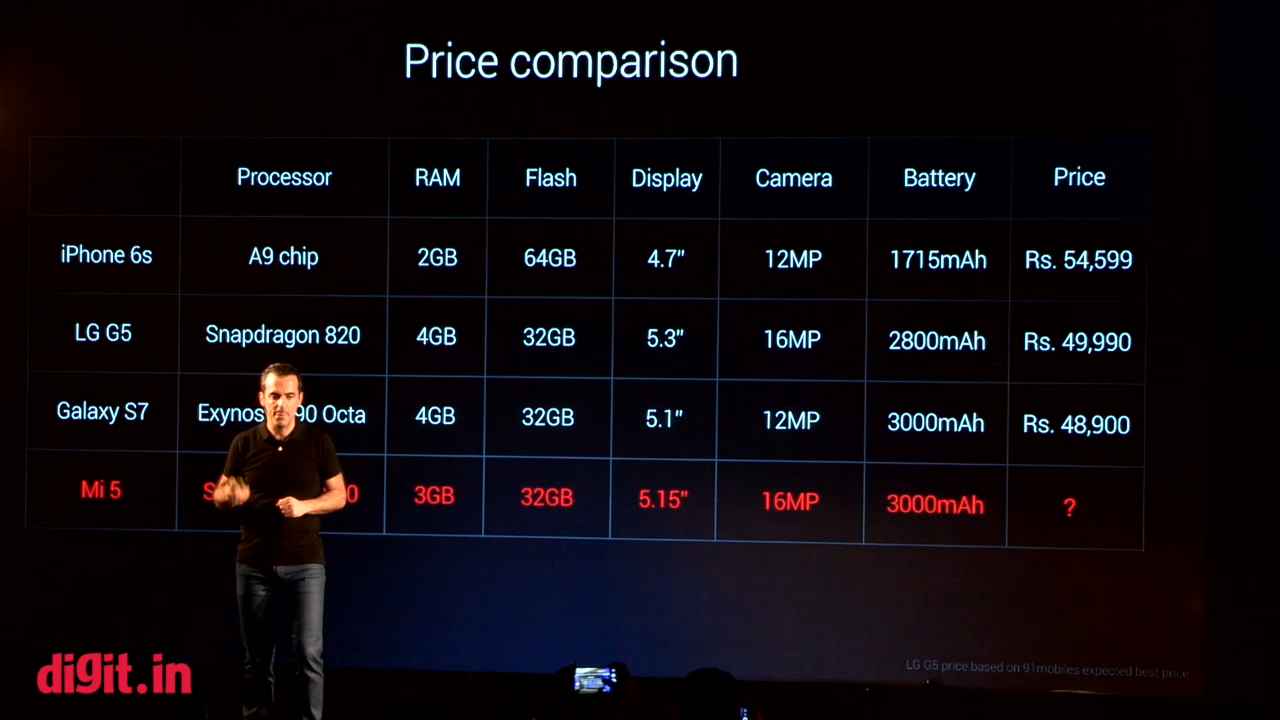 Price comparison
Processor RAM Flash Display Camera Battery Price
iPhone 6s A9 chip 2GB 64GB 4.7" 12MP 1715mAh Rs. 54,599
LG G5 Snapdragon 820 4GB 32GB 5.3" 16MP 2800mAh Rs. 49,990
Galaxy S7 Exynos 90 Octa 4GB 32GB 5.1" 12MP 3000mAh Rs. 48,900
Mi 5 S 0 3GB 32GB 5.15" 16MP 3000mAh ?
LG G5 price based on 91mobiles expected best price
digit.in